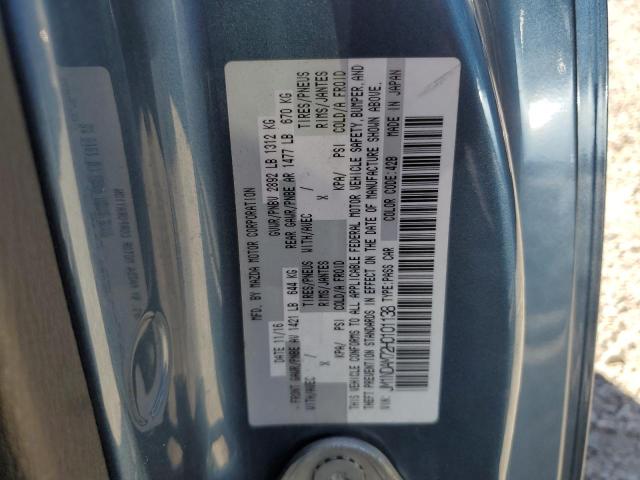 MFD. BY MAZDA MOTOR CORPORATION
DATE 11/16 GVWR/PNBV 2892 LB 1312 KG
FRONT GAWR/PNBE AV 1421 LB 644 KG REAR GAWR/PNBE AR 1477 LB 670 KG
WITH/AVEC TIRES/PNEUS WITH/AVEC TIRES/PNEUS
/ X RIMS/JANTES / X RIMS/JANTES
KPA/ PSI COLD/A FROID KPA/ PSI COLD/A FROID
THIS VEHICLE CONFORMS TO ALL APPLICABLE FEDERAL MOTOR VEHICLE SAFETY, BUMPER, AND
THEFT PREVENTION STANDARDS IN EFFECT ON THE DATE OF MANUFACTURE SHOWN ABOVE.
VIN: JM1NDAM72H0101138 TYPE:PASS CAR COLOR CODE:42B MADE IN JAPAN